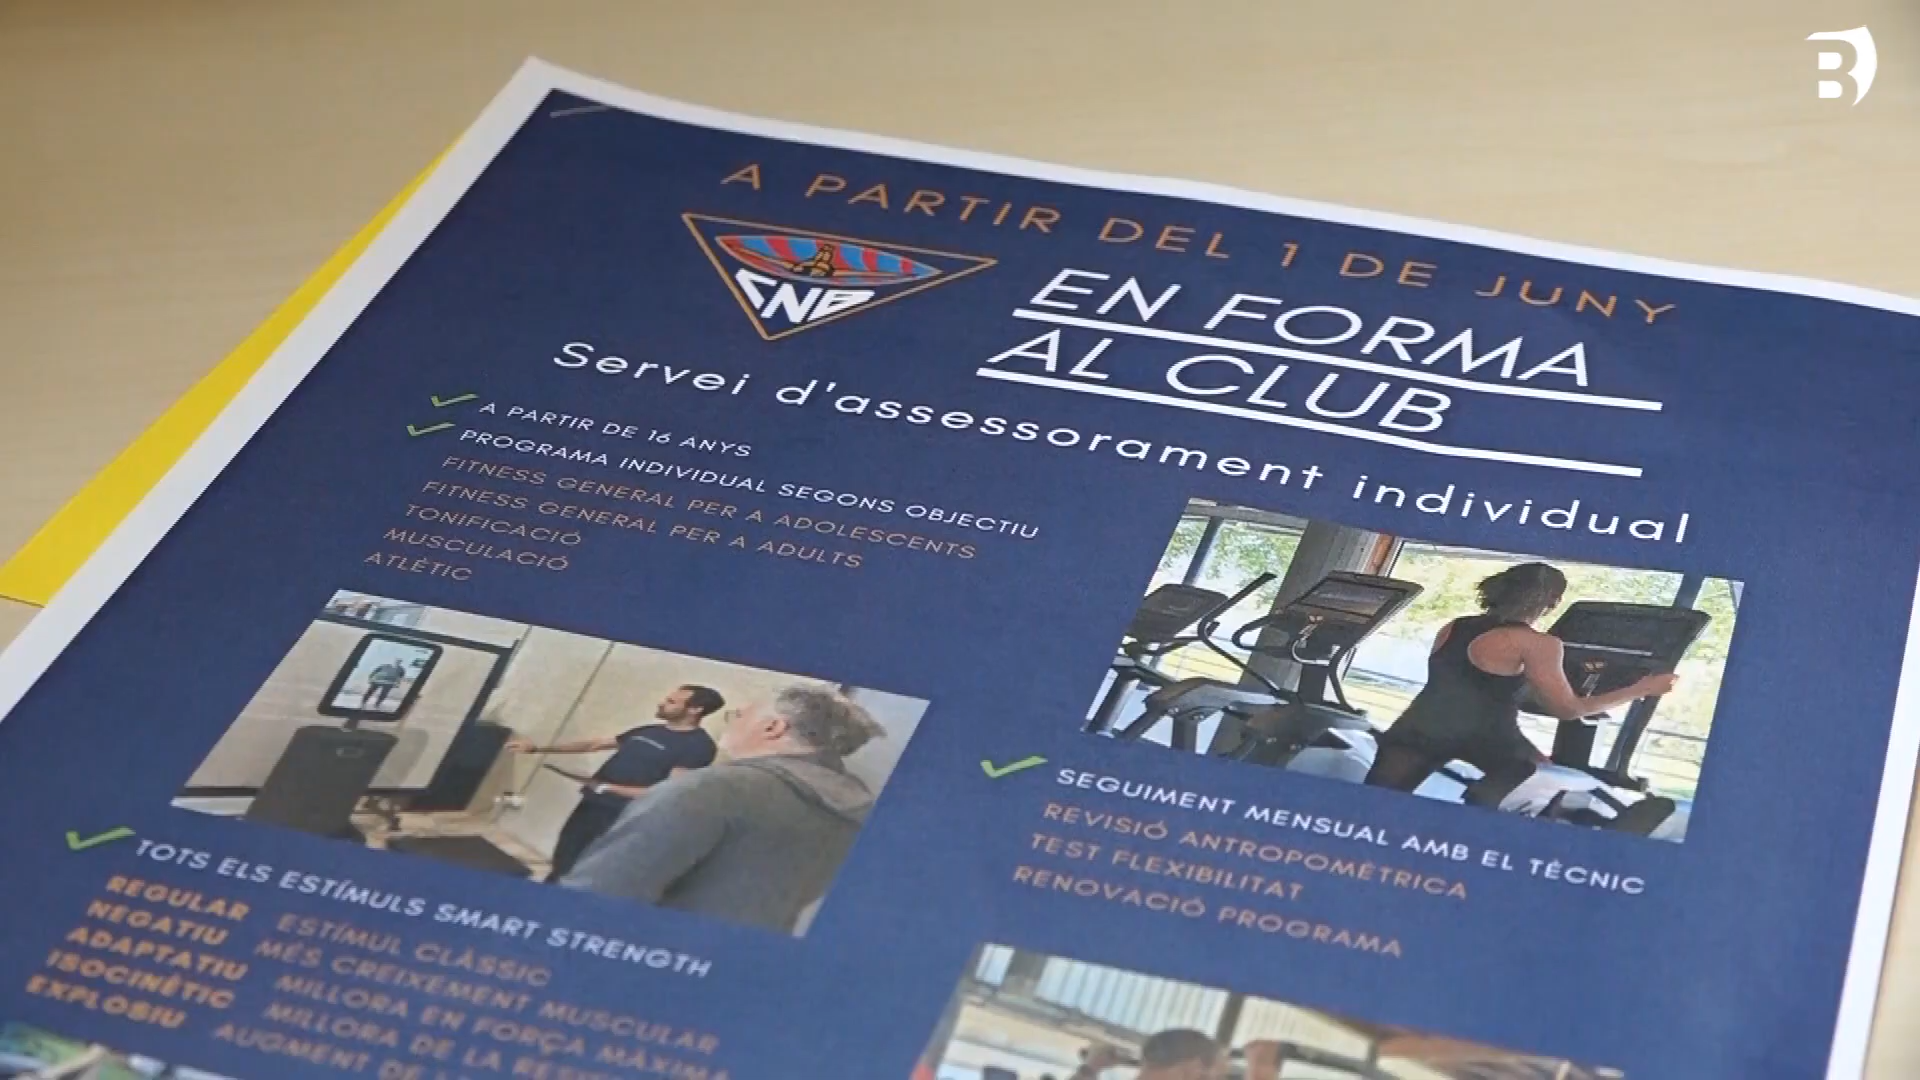 A PARTIR DEL 1 DE JUNY
CNB
EN FORMA
AL CLUB
Servei d'assessorament individual
A PARTIR DE 16 ANYS
PROGRAMA INDIVIDUAL SEGONS OBJECTIU
FITNESS GENERAL PER A ADOLESCENTS
FITNESS GENERAL PER A ADULTS
TONIFICACIÓ
MUSCULACIÓ
ATLÈTIC
SEGUIMENT MENSUAL AMB EL TÈCNIC
REVISIÓ ANTROPOMÈTRICA
TEST FLEXIBILITAT
RENOVACIÓ PROGRAMA
TOTS ELS ESTÍMULS SMART STRENGTH
REGULAR ESTÍMUL CLÀSSIC
NEGATIU MÉS CREIXEMENT MUSCULAR
ADAPTATIU MILLORA EN FORÇA MÀXIMA
ISOCINÈTIC MILLORA DE LA
EXPLOSIU AUGMENT DE
B